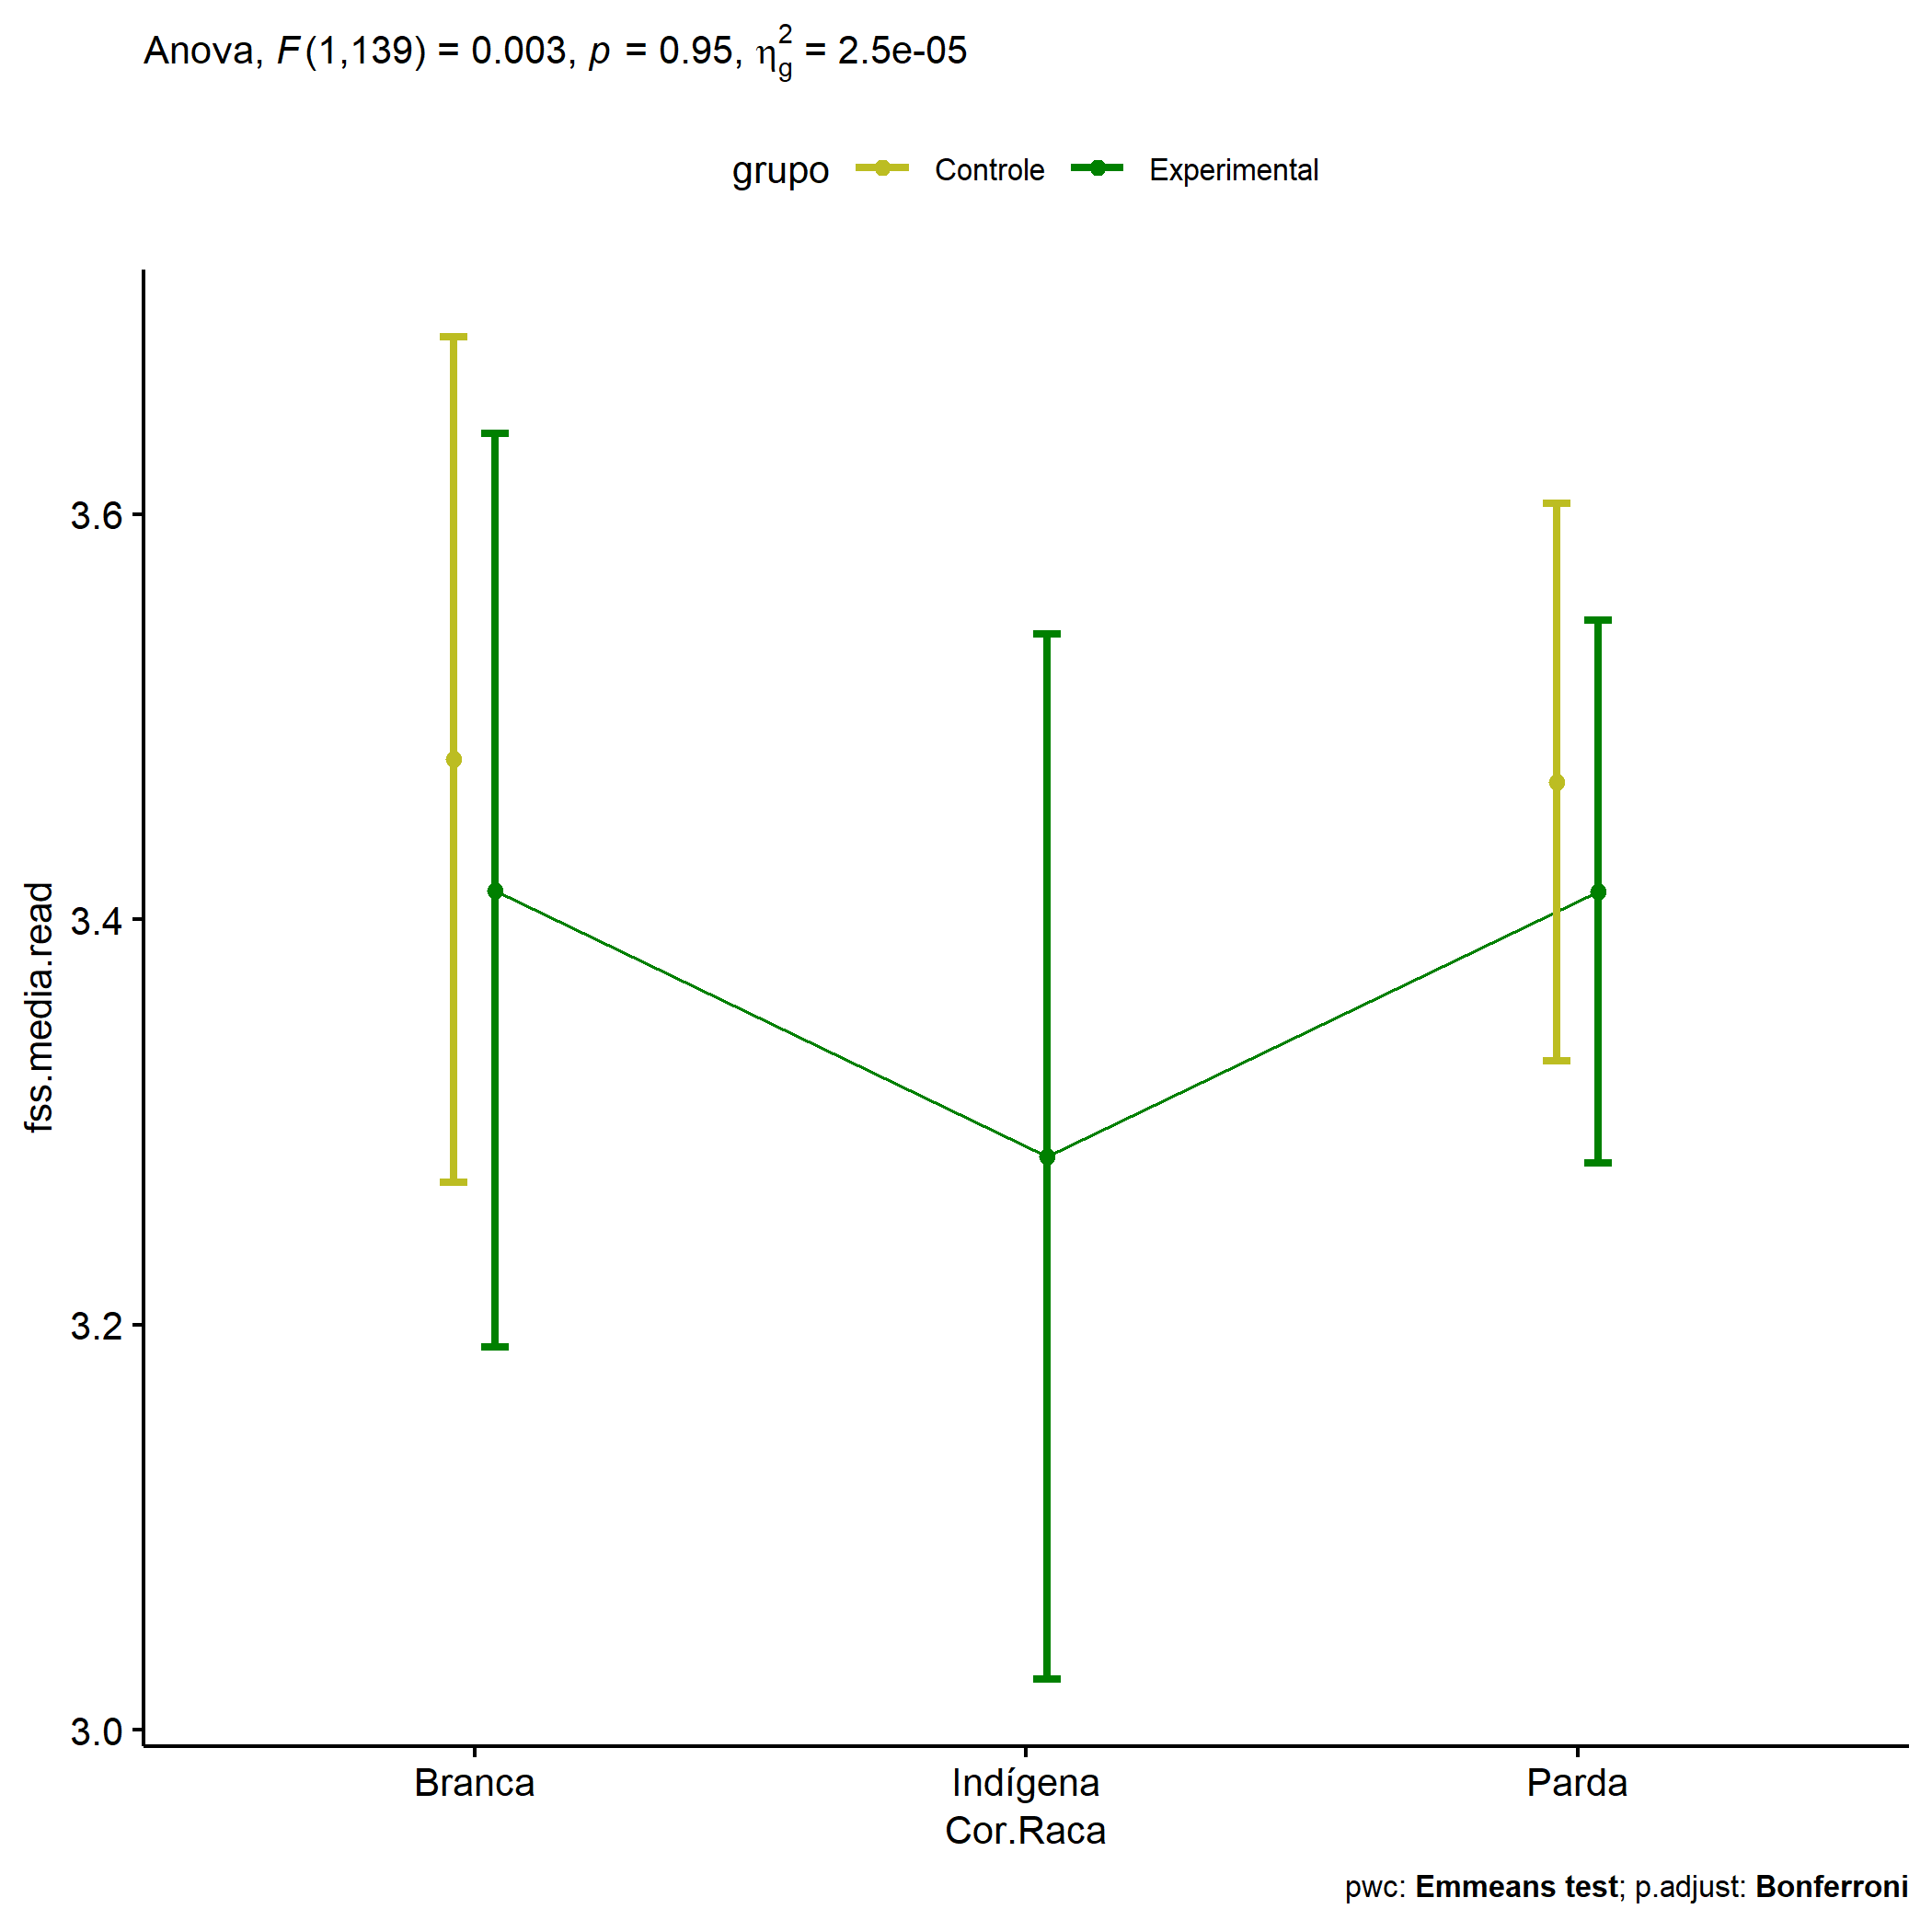 Anova, F(1,139) = 0.003, p = 0.95, η²g = 2.5e-05
grupo Controle Experimental
fss.media.read
3.6
3.4
3.2
3.0
Branca Indígena Parda
Cor.Raca
pwc: Emmeans test; p.adjust: Bonferroni